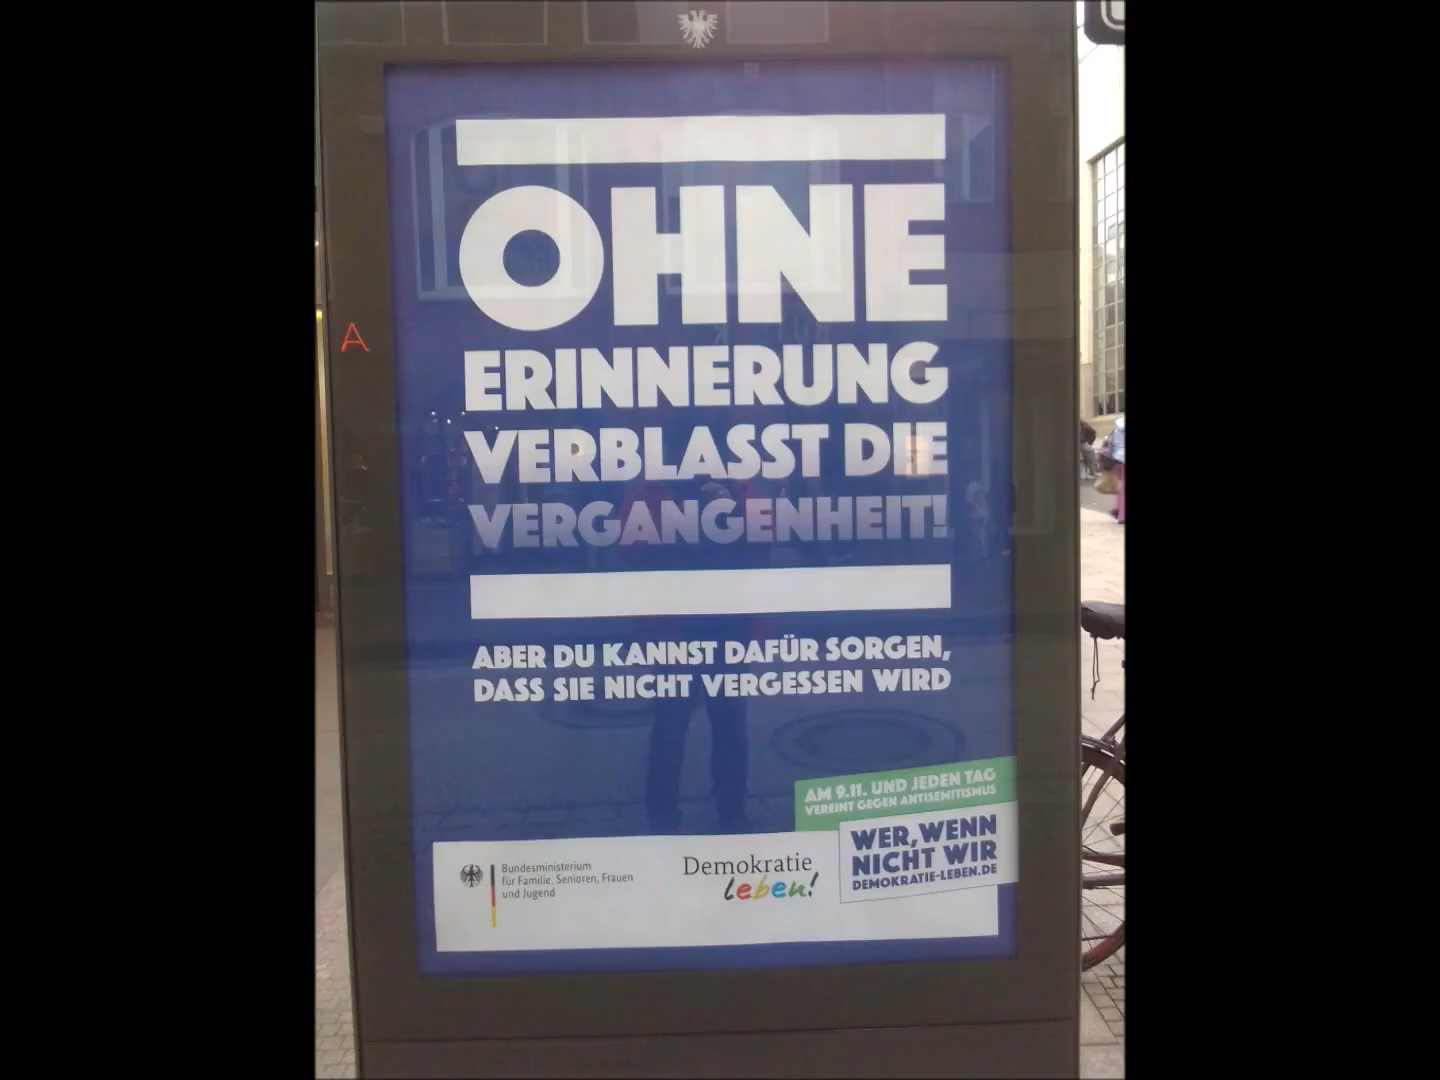 OHNE
ERINNERUNG
VERBLASST DIE
VERGANGENHEIT!
ABER DU KANNST DAFÜR SORGEN,
DASS SIE NICHT VERGESSEN WIRD
AM 9.11. UND JEDEN TAG
VEREINT GEGEN ANTISEMITISMUS
WER, WENN
NICHT WIR
DEMOKRATIE-LEBEN.DE
Bundesministerium
für Familie, Senioren, Frauen
und Jugend
Demokratie
leben!
A